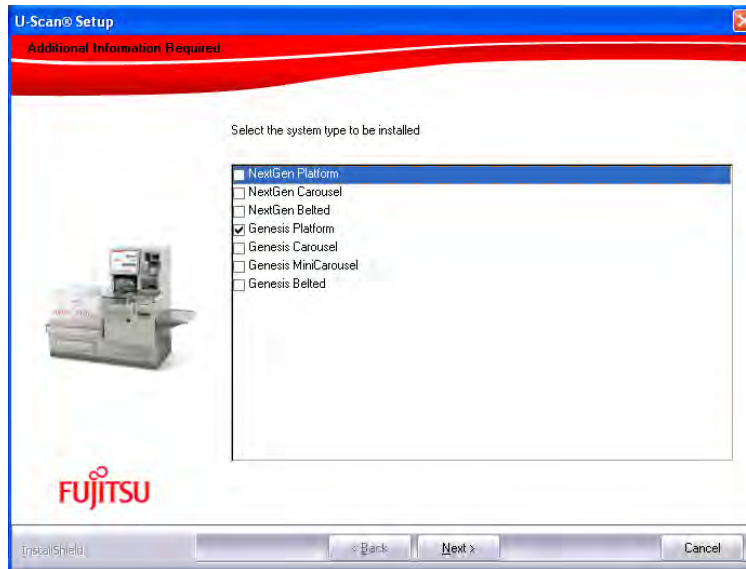 U-Scan® Setup
Additional Information Required
Select the system type to be installed
NextGen Platform
NextGen Carousel
NextGen Belted
Genesis Platform
Genesis Carousel
Genesis MiniCarousel
Genesis Belted
FUJITSU
InstallShield
< Back
Next >
Cancel